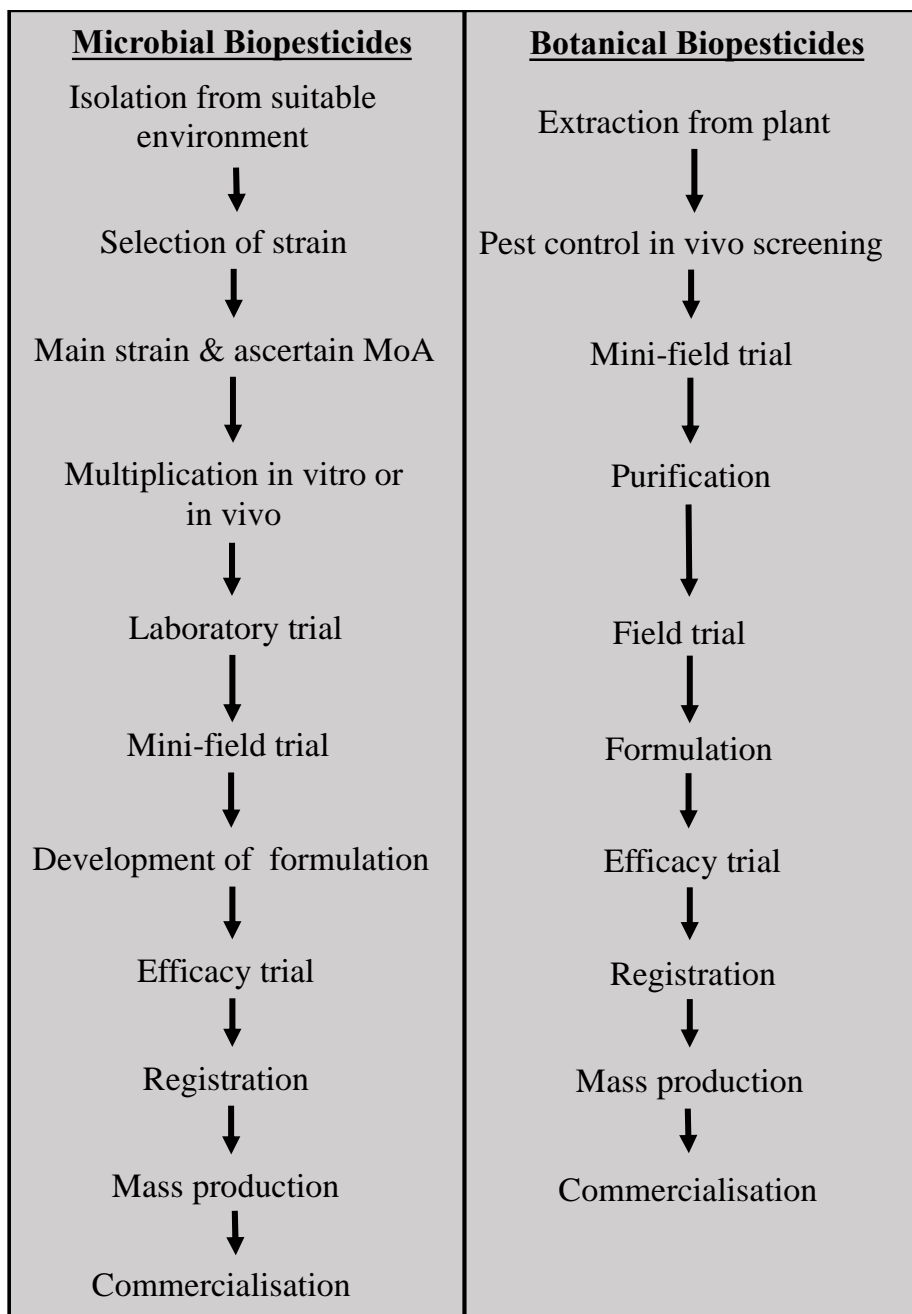 Microbial Biopesticides
Isolation from suitable
environment
Selection of strain
Main strain & ascertain MoA
Multiplication in vitro or
in vivo
Laboratory trial
Mini-field trial
Development of  formulation
Efficacy trial
Registration
Mass production
Commercialisation
Botanical Biopesticides
Extraction from plant
Pest control in vivo screening
Mini-field trial
Purification
Field trial
Formulation
Efficacy trial
Registration
Mass production
Commercialisation